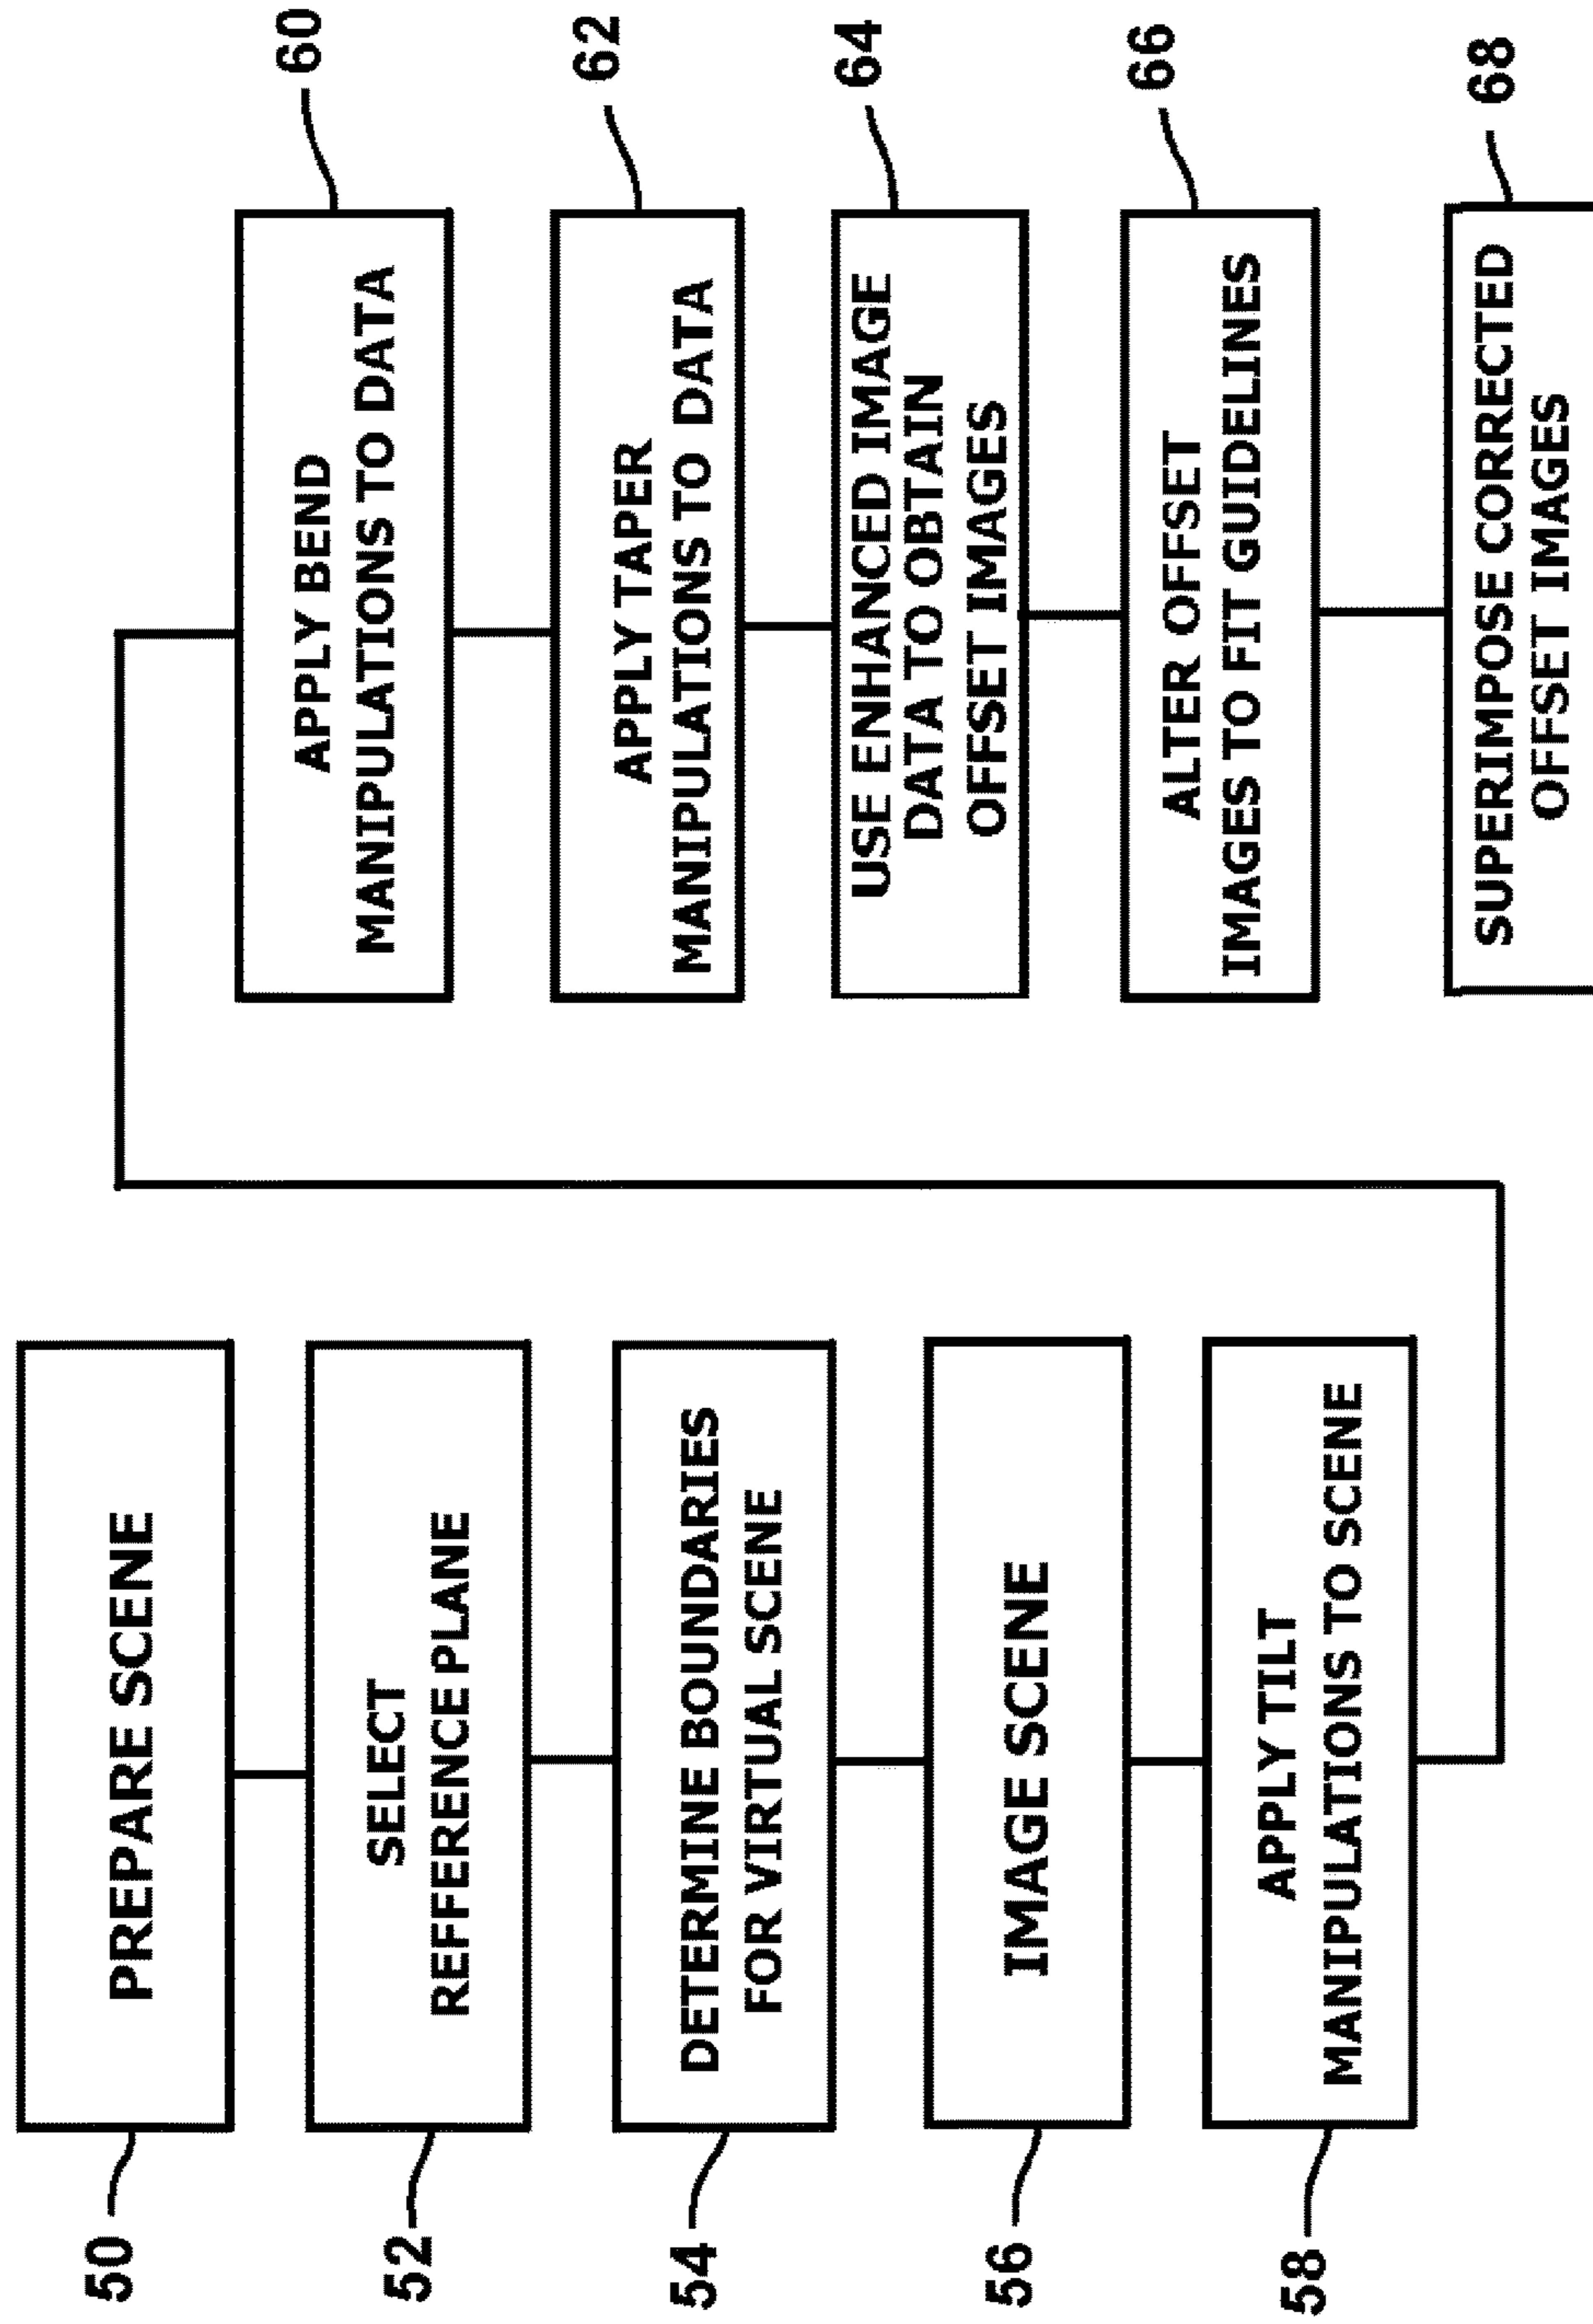 50
PREPARE SCENE
52
SELECT
REFFERENCE PLANE
54
DETERMINE BOUNDARIES
FOR VIRTUAL SCENE
56
IMAGE SCENE
58
APPLY TILT
MANIPULATIONS TO SCENE
APPLY BEND
MANIPULATIONS TO DATA
60
APPLY TAPER
MANIPULATIONS TO DATA
62
USE ENHANCED IMAGE
DATA TO OBTAIN
OFFSET IMAGES
64
ALTER OFFSET
IMAGES TO FIT GUIDELINES
66
SUPERIMPOSE CORRECTED
OFFSET IMAGES
68